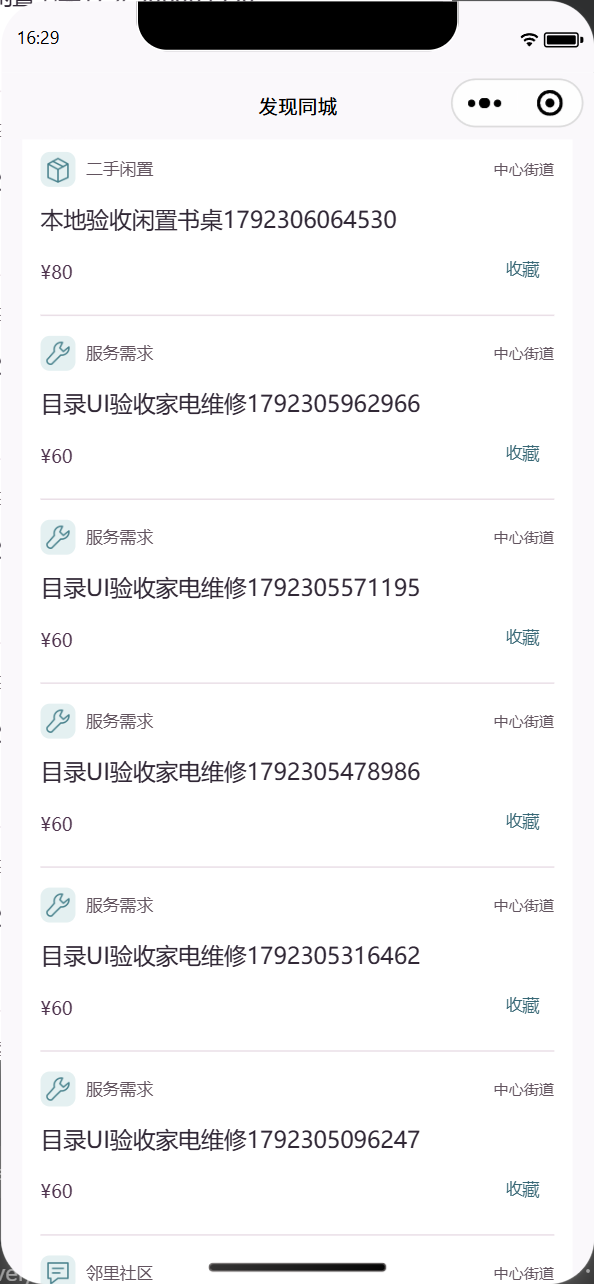 16:29
发现同城
二手闲置 中心街道
本地验收闲置书桌1792306064530
¥80 收藏
服务需求 中心街道
目录UI验收家电维修1792305962966
¥60 收藏
服务需求 中心街道
目录UI验收家电维修1792305571195
¥60 收藏
服务需求 中心街道
目录UI验收家电维修1792305478986
¥60 收藏
服务需求 中心街道
目录UI验收家电维修1792305316462
¥60 收藏
服务需求 中心街道
目录UI验收家电维修1792305096247
¥60 收藏
邻里社区 中心街道